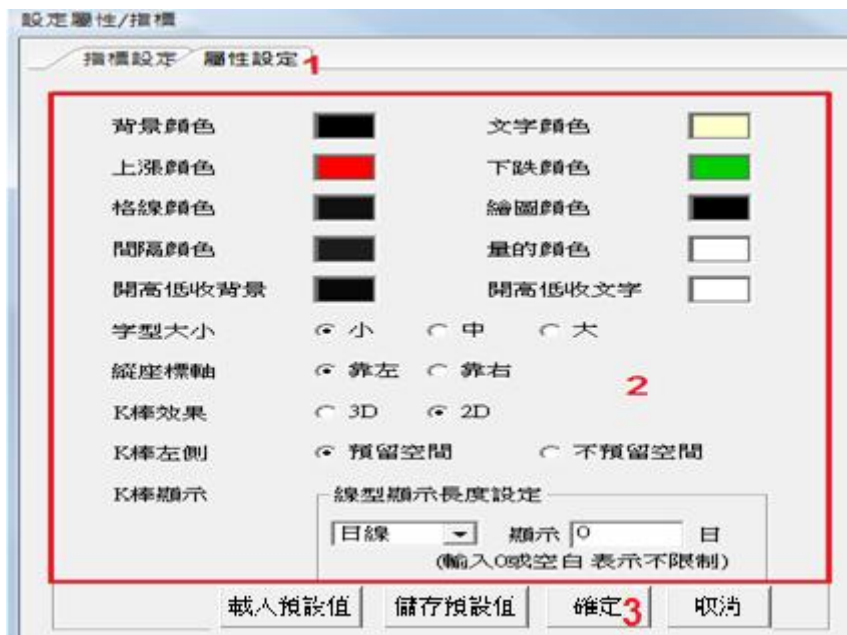 設定屬性/指標
指標設定 屬性設定 1
背景顏色 文字顏色
上漲顏色 下跌顏色
格線顏色 繪圖顏色
間隔顏色 量的顏色
開高低收背景 開高低收文字
字型大小 小 中 大
縱座標軸 靠左 靠右
2
K棒效果 3D 2D
K棒左側 預留空間 不預留空間
K棒顯示 線型顯示長度設定
日線 顯示 0 日
(輸入0或空白 表示不限制)
載入預設值 儲存預設值 確定 3 取消